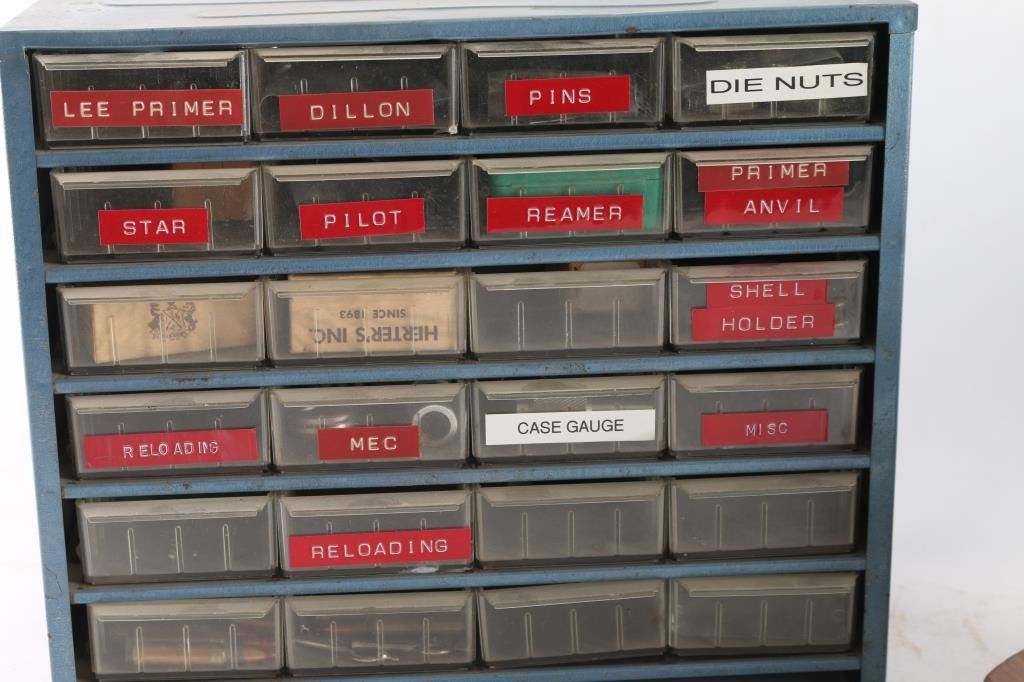 LEE PRIMER
DILLON
PINS
DIE NUTS
STAR
PILOT
REAMER
PRIMER
ANVIL
HERTER'S INC.
SINCE 1893
SHELL
HOLDER
RELOADING
MEC
CASE GAUGE
MISC
RELOADING